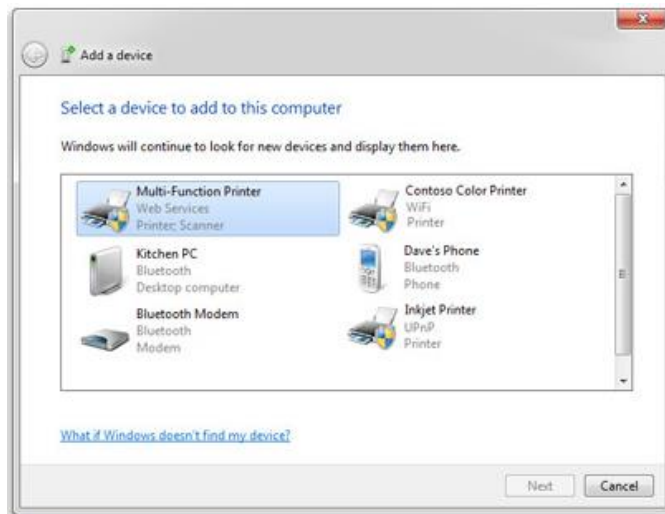 Add a device
Select a device to add to this computer
Windows will continue to look for new devices and display them here.
Multi-Function Printer
Web Services
Printer; Scanner
Contoso Color Printer
WiFi
Printer
Kitchen PC
Bluetooth
Desktop computer
Dave's Phone
Bluetooth
Phone
Bluetooth Modem
Bluetooth
Modem
Inkjet Printer
UPnP
Printer
What if Windows doesn't find my device?
Next
Cancel